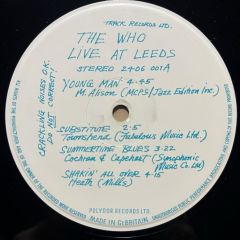 TRACK RECORDS LTD.
THE WHO
LIVE AT LEEDS
STEREO 2406 001A
YOUNG MAN 4.45
M. Alison (MCPS/Jazz Edition Inc.)
SUBSTITUTE 2.5
Townshend (Fabulous Music Ltd.)
SUMMERTIME BLUES 3.22
Cochran & Capehart (Synophonic
Music Co Ltd)
SHAKIN' ALL OVER 4.15
Heath (Mills)
CRACKLING NOISES O.K.
DO NOT CORRECT!
POLYDOR RECORDS LTD
MADE IN Gt. BRITAIN